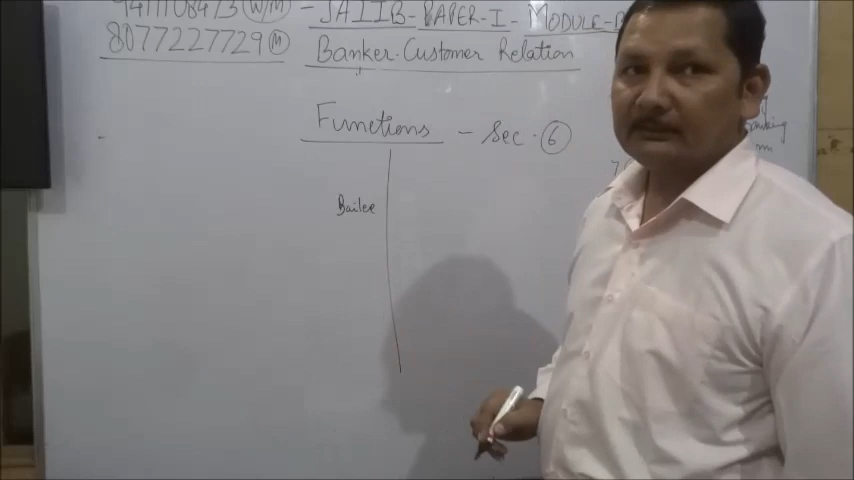 9411108473 (W/M) - JAIIB - PAPER-I - MODULE-B
8077227729 (M) Banker-Customer Relation
Functions - Sec. 6
Bailee